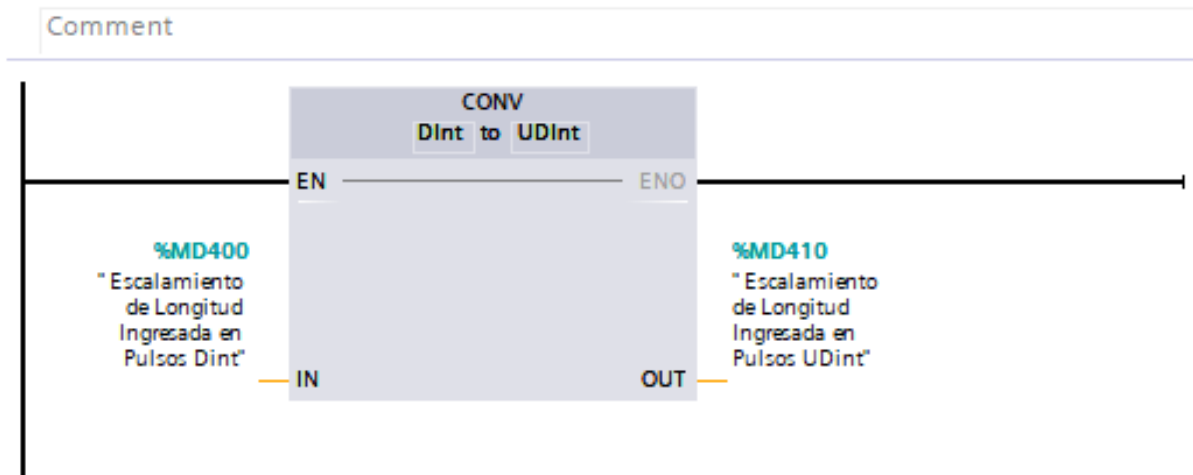 Comment
CONV
DInt to UDInt
EN ENO
%MD400
"Escalamiento
de Longitud
Ingresada en
Pulsos Dint"
IN
%MD410
"Escalamiento
de Longitud
Ingresada en
Pulsos UDint"
OUT